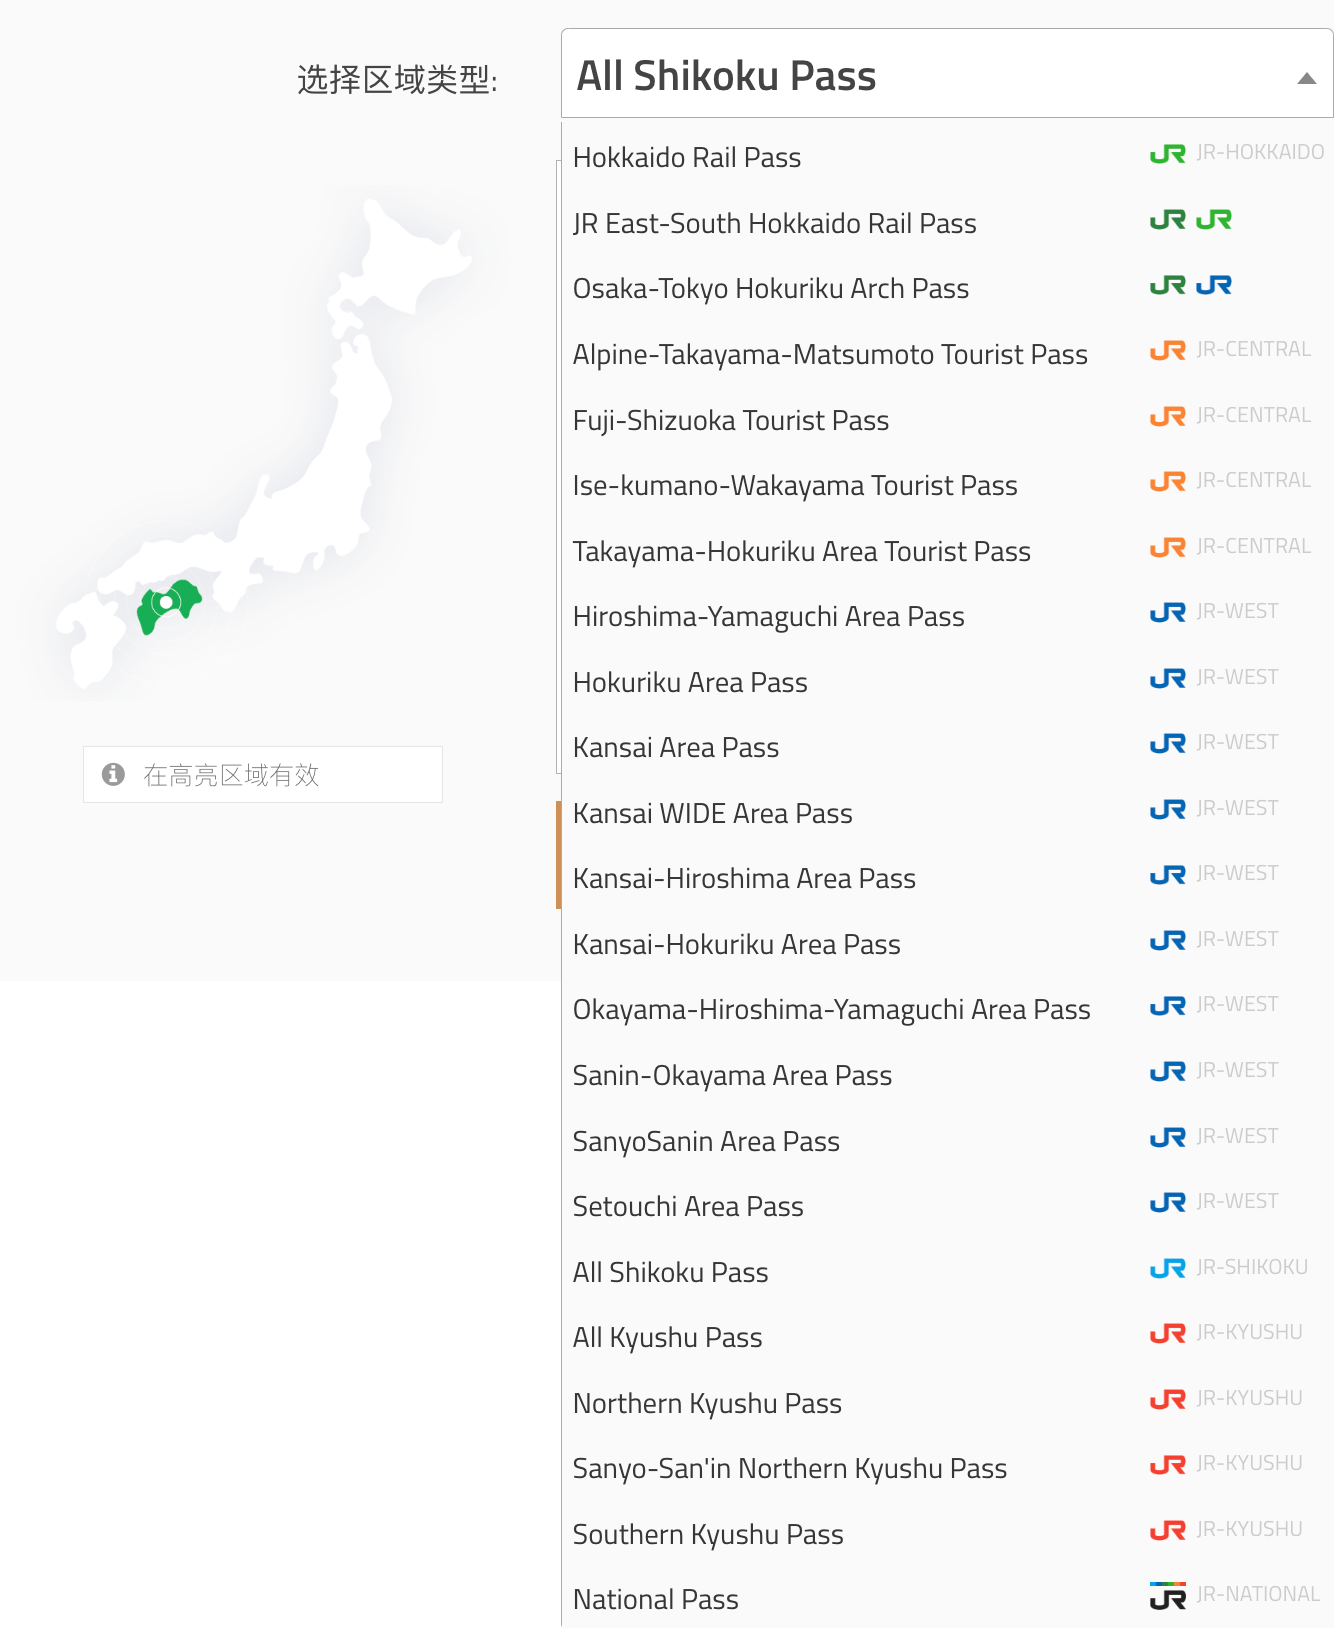 选择区域类型:
All Shikoku Pass
Hokkaido Rail Pass JR JR-HOKKAIDO
JR East-South Hokkaido Rail Pass JR JR
Osaka-Tokyo Hokuriku Arch Pass JR JR
Alpine-Takayama-Matsumoto Tourist Pass JR JR-CENTRAL
Fuji-Shizuoka Tourist Pass JR JR-CENTRAL
Ise-kumano-Wakayama Tourist Pass JR JR-CENTRAL
Takayama-Hokuriku Area Tourist Pass JR JR-CENTRAL
Hiroshima-Yamaguchi Area Pass JR JR-WEST
Hokuriku Area Pass JR JR-WEST
Kansai Area Pass JR JR-WEST
在高亮区域有效
Kansai WIDE Area Pass JR JR-WEST
Kansai-Hiroshima Area Pass JR JR-WEST
Kansai-Hokuriku Area Pass JR JR-WEST
Okayama-Hiroshima-Yamaguchi Area Pass JR JR-WEST
Sanin-Okayama Area Pass JR JR-WEST
SanyoSanin Area Pass JR JR-WEST
Setouchi Area Pass JR JR-WEST
All Shikoku Pass JR JR-SHIKOKU
All Kyushu Pass JR JR-KYUSHU
Northern Kyushu Pass JR JR-KYUSHU
Sanyo-San'in Northern Kyushu Pass JR JR-KYUSHU
Southern Kyushu Pass JR JR-KYUSHU
National Pass JR JR-NATIONAL